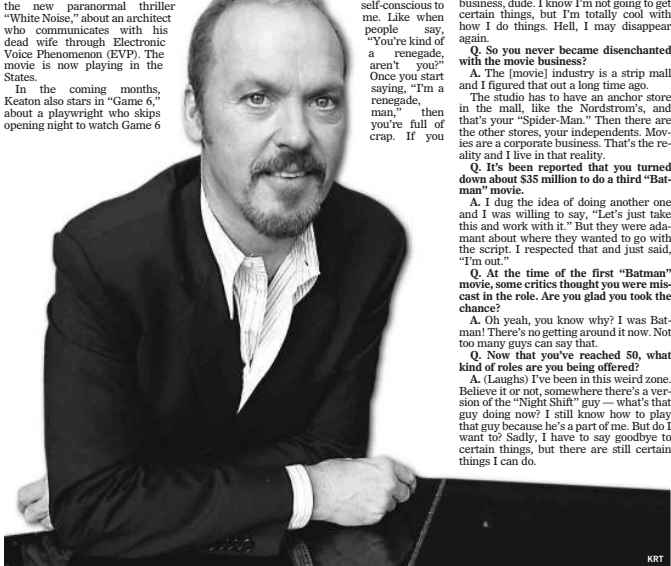 the new paranormal thriller
“White Noise,” about an architect
who communicates with his
dead wife through Electronic
Voice Phenomenon (EVP). The
movie is now playing in the
States.
In the coming months,
Keaton also stars in “Game 6,”
about a playwright who skips
opening night to watch Game 6
self-conscious to
me. Like when
people say,
“You’re kind of
a renegade,
aren’t you?”
Once you start
saying, “I’m a
renegade,
man,” then
you’re full of
crap. If you
business, dude. I know I’m not going to get
certain things, but I’m totally cool with
how I do things. Hell, I may disappear
again.
Q. So you never became disenchanted
with the movie business?
A. The [movie] industry is a strip mall
and I figured that out a long time ago.
The studio has to have an anchor store
in the mall, like the Nordstrom’s, and
that’s your “Spider-Man.” Then there are
the other stores, your independents. Mov-
ies are a corporate business. That’s the re-
ality and I live in that reality.
Q. It’s been reported that you turned
down about $35 million to do a third “Bat-
man” movie.
A. I dug the idea of doing another one
and I was willing to say, “Let’s just take
this and work with it.” But they were ada-
mant about where they wanted to go with
the script. I respected that and just said,
“I’m out.”
Q. At the time of the first “Batman”
movie, some critics thought you were mis-
cast in the role. Are you glad you took the
chance?
A. Oh yeah, you know why? I was Bat-
man! There’s no getting around it now. Not
too many guys can say that.
Q. Now that you’ve reached 50, what
kind of roles are you being offered?
A. (Laughs) I’ve been in this weird zone.
Believe it or not, somewhere there’s a ver-
sion of the “Night Shift” guy — what’s that
guy doing now? I still know how to play
that guy because he’s a part of me. But do I
want to? Sadly, I have to say goodbye to
certain things, but there are still certain
things I can do.
KRT